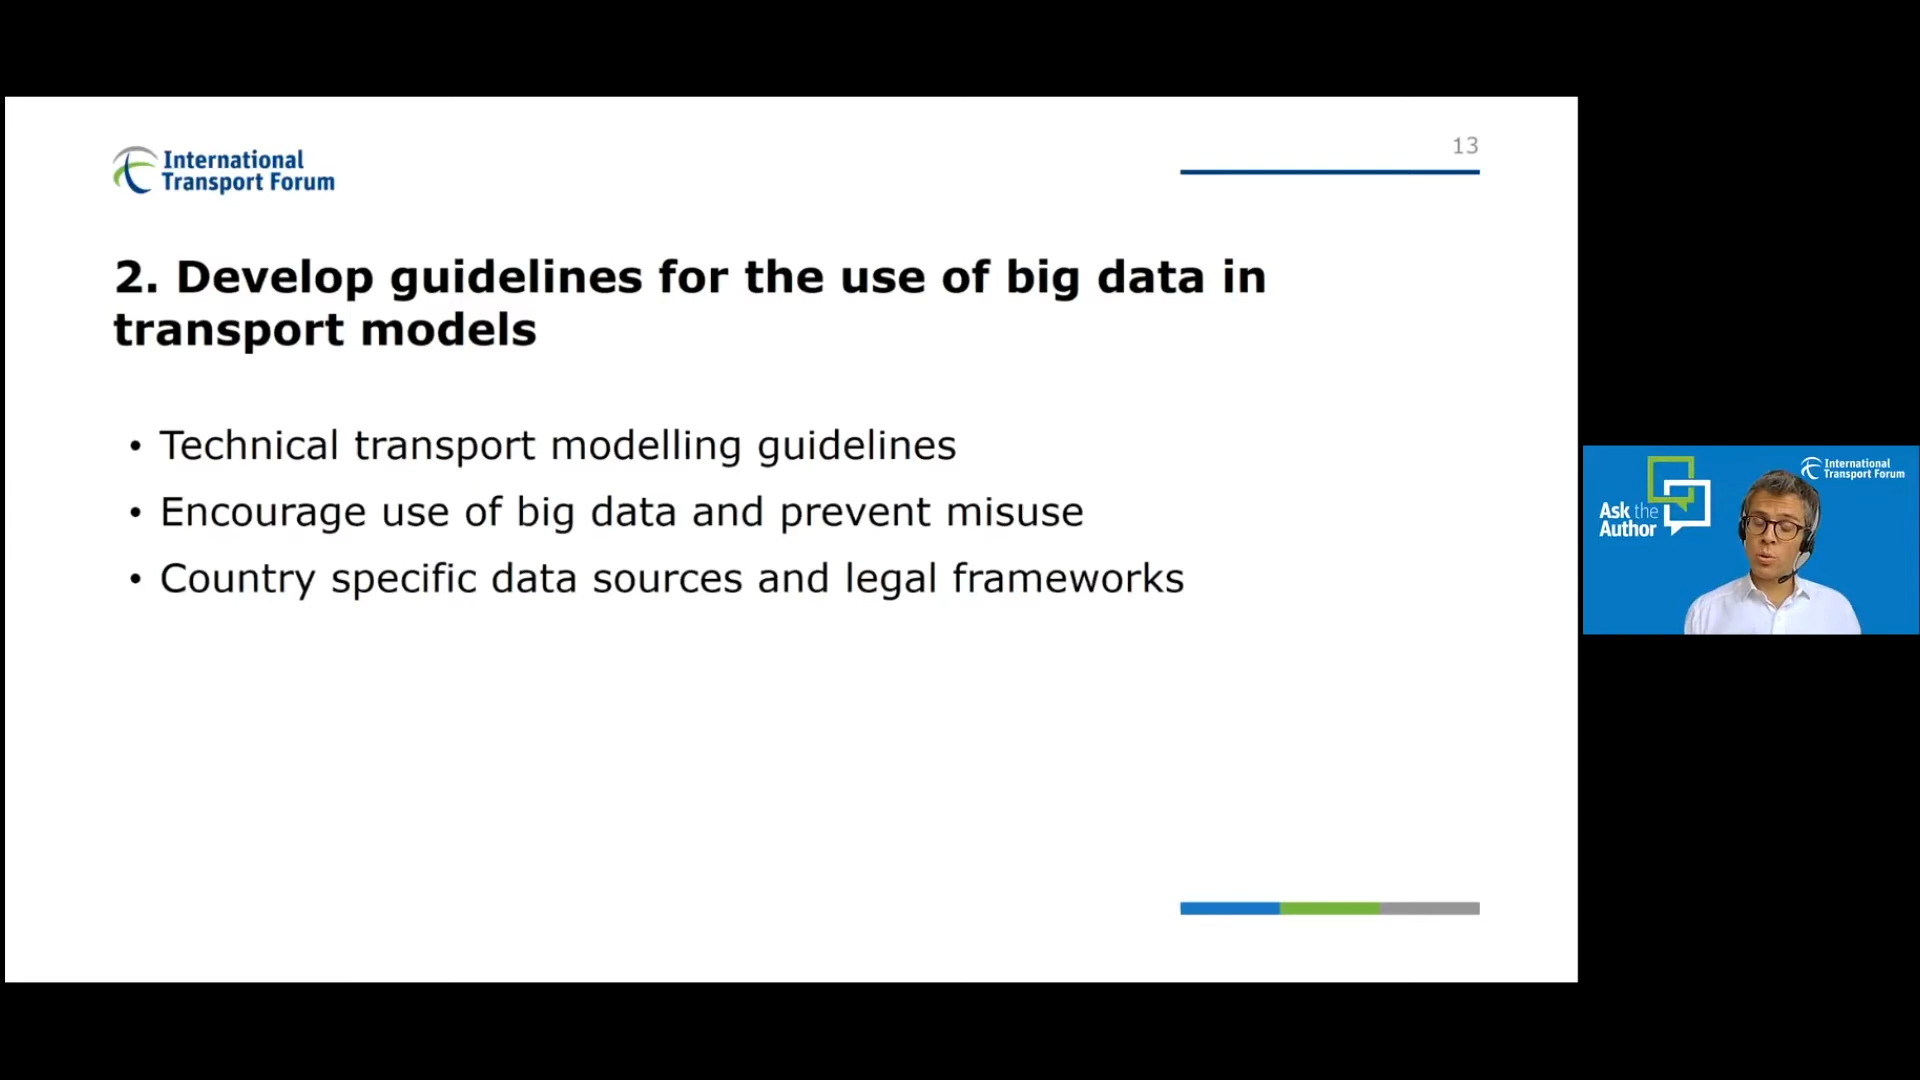 International
Transport Forum
13
2. Develop guidelines for the use of big data in
transport models
• Technical transport modelling guidelines
• Encourage use of big data and prevent misuse
• Country specific data sources and legal frameworks
Ask the
Author
International
Transport Forum